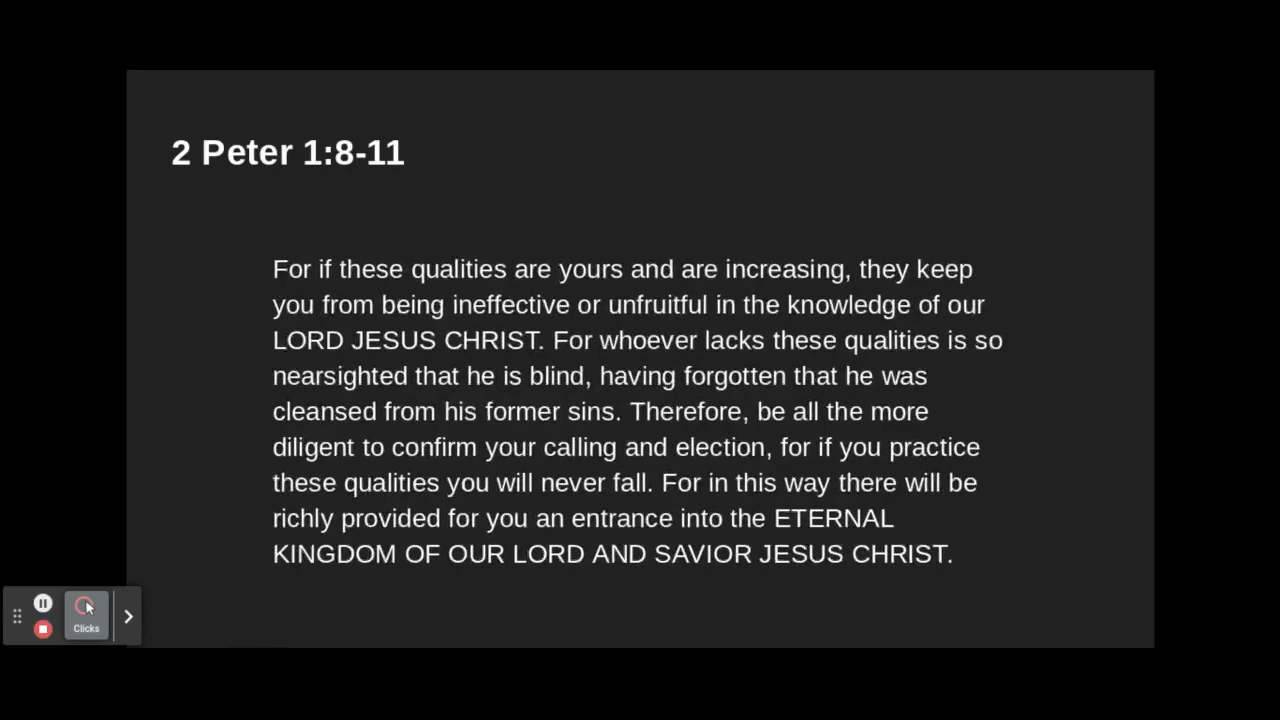 2 Peter 1:8-11
For if these qualities are yours and are increasing, they keep
you from being ineffective or unfruitful in the knowledge of our
LORD JESUS CHRIST. For whoever lacks these qualities is so
nearsighted that he is blind, having forgotten that he was
cleansed from his former sins. Therefore, be all the more
diligent to confirm your calling and election, for if you practice
these qualities you will never fall. For in this way there will be
richly provided for you an entrance into the ETERNAL
KINGDOM OF OUR LORD AND SAVIOR JESUS CHRIST.
Clicks